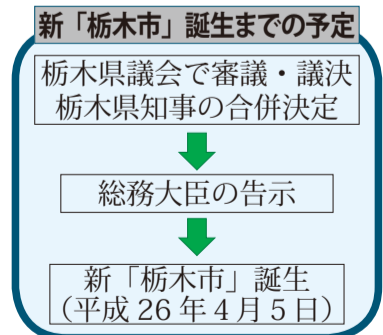 新「栃木市」誕生までの予定
栃木県議会で審議・議決
栃木県知事の合併決定
総務大臣の告示
新「栃木市」誕生
（平成 26 年 4 月 5 日）